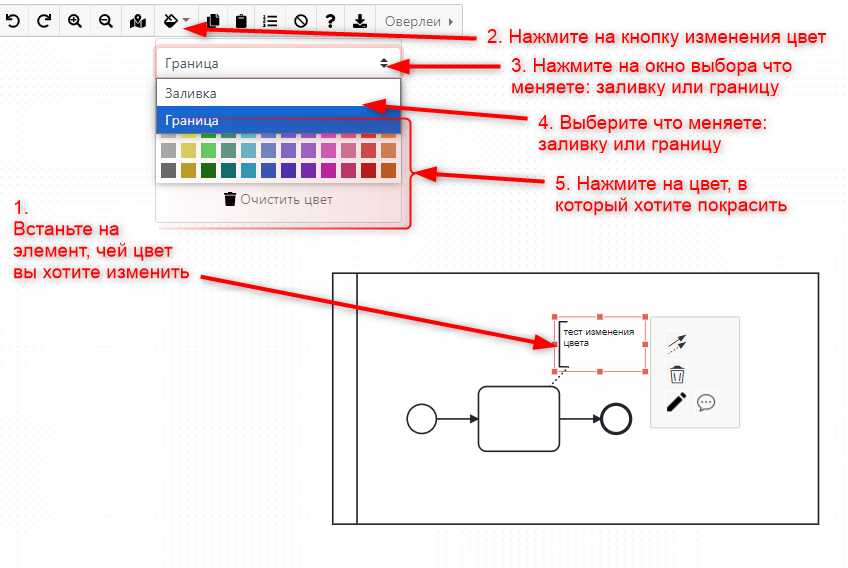 Оверлеи
2. Нажмите на кнопку изменения цвет
Граница
3. Нажмите на окно выбора что
меняете: заливку или границу
Заливка
Граница
4. Выберите что меняете:
заливку или границу
5. Нажмите на цвет, в
который хотите покрасить
Очистить цвет
1.
Встаньте на
элемент, чей цвет
вы хотите изменить
тест изменения
цвета